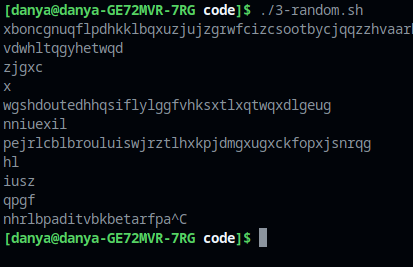 [danya@danya-GE72MVR-7RG code]$ ./3-random.sh
xboncgnuqflpdhkklbqxuzjujzgrwfcizcsootbycjqqzzhvaarl
vdwhltqgyhetwqd
zjgxc
x
wgshdoutedhhqsiflylggfvhksxtlxqtwqxdlgeug
nniuexil
pejrlcblbrouluiswjrztlhxkpjdmgxugxckfopxjsnrqg
hl
iusz
qpgf
nhrlbpaditvbkbetarfpa^C
[danya@danya-GE72MVR-7RG code]$